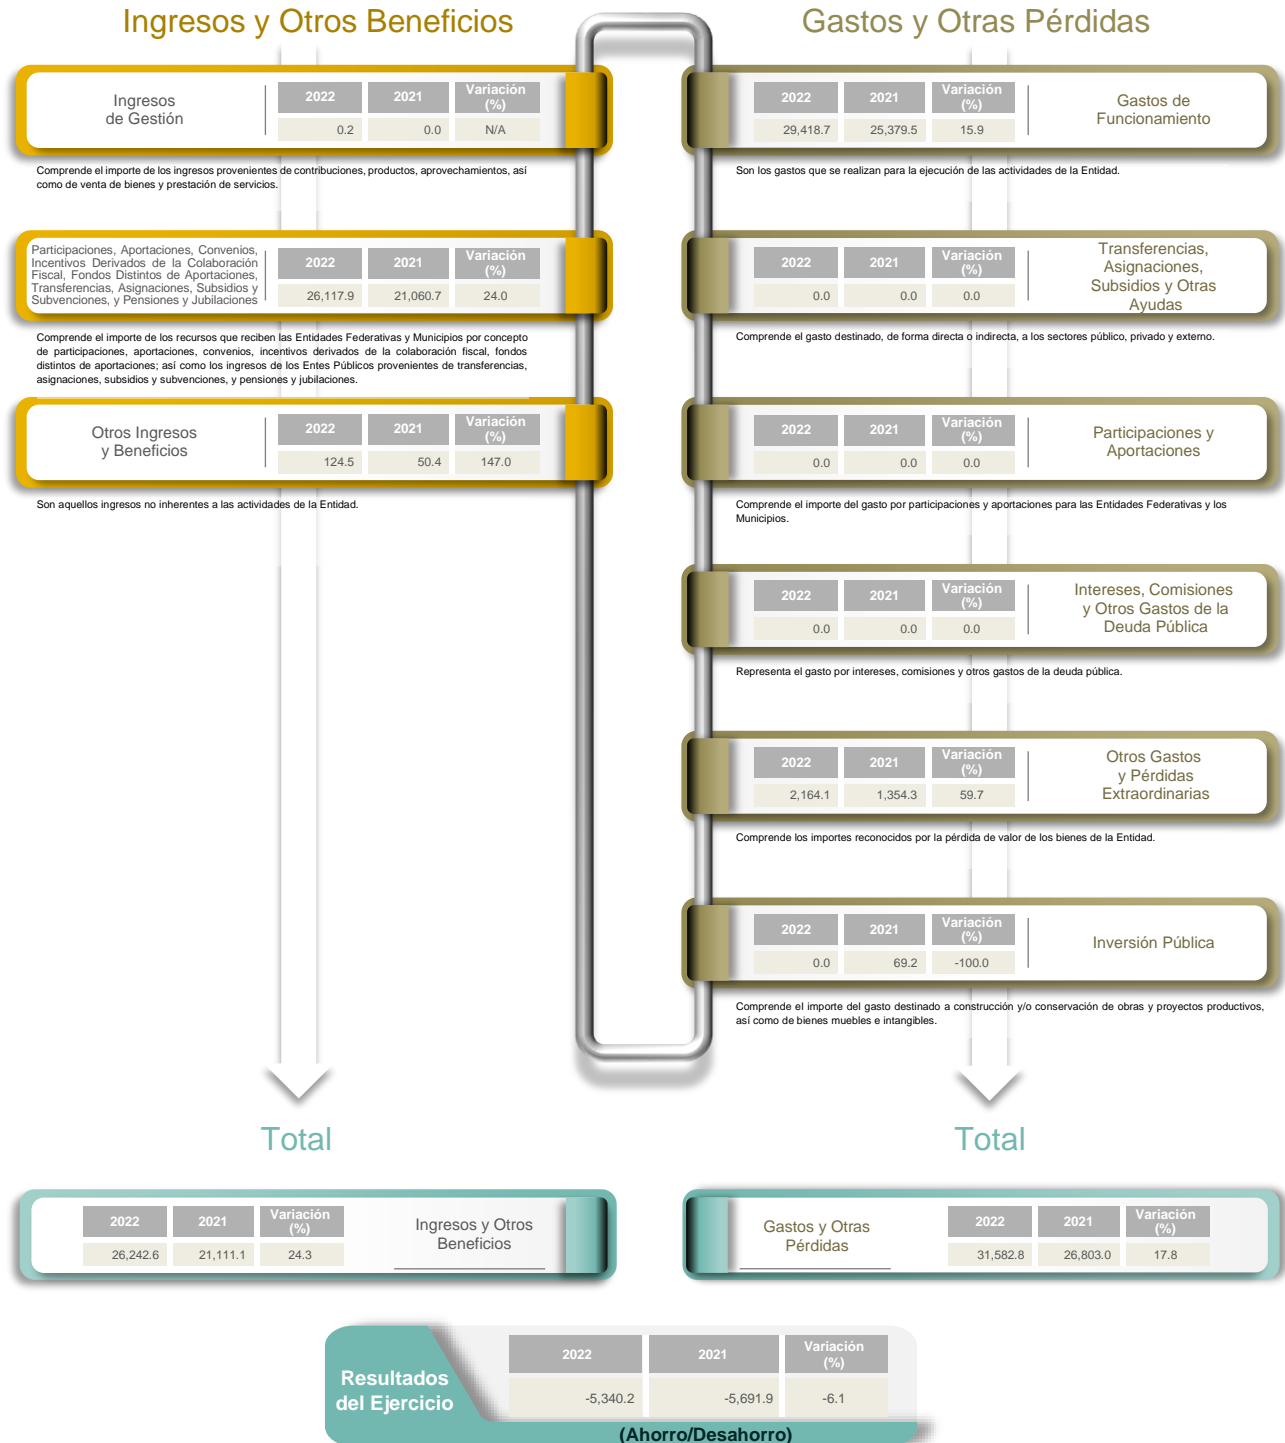 Ingresos y Otros Beneficios
Ingresos
de Gestión
2022 2021 Variación (%)
0.2 0.0 N/A
Comprende el importe de los ingresos provenientes de contribuciones, productos, aprovechamientos, así
como de venta de bienes y prestación de servicios.
Participaciones, Aportaciones, Convenios,
Incentivos Derivados de la Colaboración
Fiscal, Fondos Distintos de Aportaciones,
Transferencias, Asignaciones, Subsidios y
Subvenciones, y Pensiones y Jubilaciones
2022 2021 Variación (%)
26,117.9 21,060.7 24.0
Comprende el importe de los recursos que reciben las Entidades Federativas y Municipios por concepto
de participaciones, aportaciones, convenios, incentivos derivados de la colaboración fiscal, fondos
distintos de aportaciones; así como los ingresos de los Entes Públicos provenientes de transferencias,
asignaciones, subsidios y subvenciones, y pensiones y jubilaciones.
Otros Ingresos
y Beneficios
2022 2021 Variación (%)
124.5 50.4 147.0
Son aquellos ingresos no inherentes a las actividades de la Entidad.
Gastos y Otras Pérdidas
2022 2021 Variación (%)
29,418.7 25,379.5 15.9
Gastos de
Funcionamiento
Son los gastos que se realizan para la ejecución de las actividades de la Entidad.
2022 2021 Variación (%)
0.0 0.0 0.0
Transferencias,
Asignaciones,
Subsidios y Otras
Ayudas
Comprende el gasto destinado, de forma directa o indirecta, a los sectores público, privado y externo.
2022 2021 Variación (%)
0.0 0.0 0.0
Participaciones y
Aportaciones
Comprende el importe del gasto por participaciones y aportaciones para las Entidades Federativas y los
Municipios.
2022 2021 Variación (%)
0.0 0.0 0.0
Intereses, Comisiones
y Otros Gastos de la
Deuda Pública
Representa el gasto por intereses, comisiones y otros gastos de la deuda pública.
2022 2021 Variación (%)
2,164.1 1,354.3 59.7
Otros Gastos
y Pérdidas
Extraordinarias
Comprende los importes reconocidos por la pérdida de valor de los bienes de la Entidad.
2022 2021 Variación (%)
0.0 69.2 -100.0
Inversión Pública
Comprende el importe del gasto destinado a construcción y/o conservación de obras y proyectos productivos,
así como de bienes muebles e intangibles.
Total
2022 2021 Variación (%)
26,242.6 21,111.1 24.3
Ingresos y Otros
Beneficios
Total
Gastos y Otras
Pérdidas
2022 2021 Variación (%)
31,582.8 26,803.0 17.8
Resultados
del Ejercicio
2022 2021 Variación (%)
-5,340.2 -5,691.9 -6.1
(Ahorro/Desahorro)